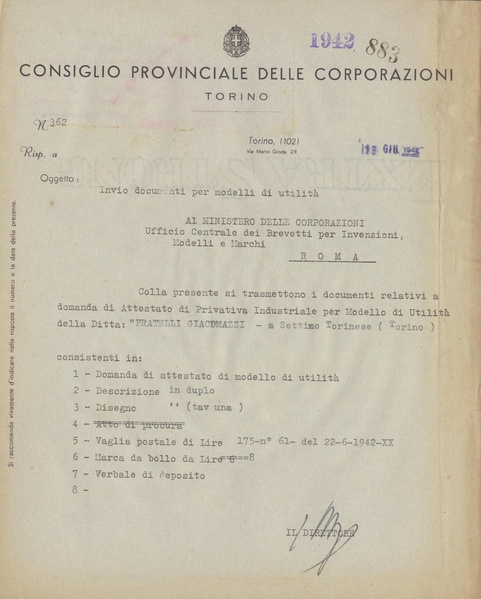 1942 883
CONSIGLIO PROVINCIALE DELLE CORPORAZIONI
TORINO
N. 362
Torino, (102)
Via Mario Gioda, 28
GIU. 1942
Risp. a
Oggetto:
Invio documenti per modelli di utilità
Al MINISTERO DELLE CORPORAZIONI
Ufficio Centrale dei Brevetti per Invenzioni,
Modelli e Marchi
ROMA
Colla presente si trasmettono i documenti relativi a
domanda di Attestato di Privativa Industriale per Modello di Utilità
della Ditta: "FRATELLI GIACOMAZZI - a Settimo Torinese ( Torino )
consistenti in:
1 - Domanda di attestato di modello di utilità
2 - Descrizione in duplo
3 - Disegno '' (tav una )
4 - Atto di procura
5 - Vaglia postale di Lire 175-n° 61- del 22-6-1942-XX
6 - Marca da bollo da Lire 6 ==== 8
7 - Verbale di deposito
8 -
IL DIRETTORE
Si raccomanda vivamente d'indicare nella risposta il numero e la data della presente.